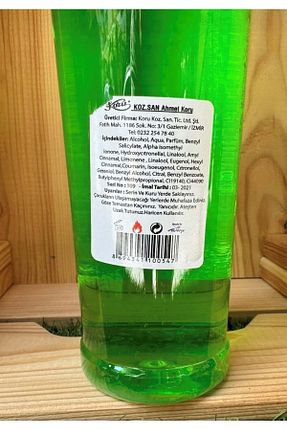 KOZ.SAN Ahmet Koru
Üretici Firma: Koru Koz. San. Tic. Ltd. Şti.
Fatih Mah. 1186 Sok. No: 3/1 Gaziemir / İZMİR
Tel: 0232 254 78 40
İçindekiler: Alcohol, Aqua, Parfüm, Benzyl
Salicylate, Alpha Isomethyl
Ionone, Hydroxycitronellal, Linalool, Amyl
Cinnamal, Limonene, Linalool, Eugenol, Hexyl
Cinnamal, Coumarin, Isoeugenol, Citronellol,
Geraniol, Benzyl Alcohol, Citral, Benzyl Benzoate,
Butylphenyl Methylpropional, CI19140, CI44090
Seri No: 109 - İmal Tarihi: 03- 2021
Uyarılar: Serin Ve Kuru Yerde Saklayınız.
Çocukların Ulaşamayacağı Yerlerde Muhafaza Ediniz.
Göze Temastan Kaçınınız. Yanıcıdır. Ateşten
Uzak Tutunuz.Haricen Kullanılır.